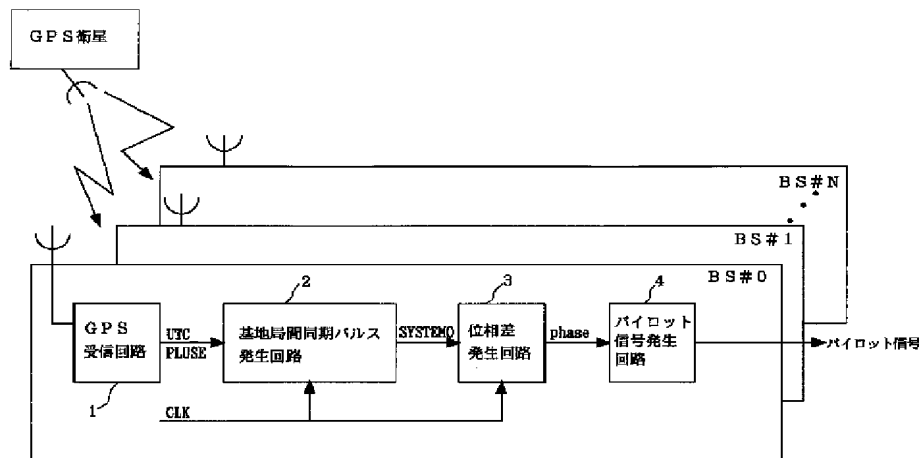 GPS衛星
BS#N
BS#1
BS#0
1
GPS
受信回路
UTC
PLUSE
2
基地局間同期パルス
発生回路
SYSTEM0
3
位相差
発生回路
phase
4
パイロット
信号発生
回路
パイロット信号
CLK